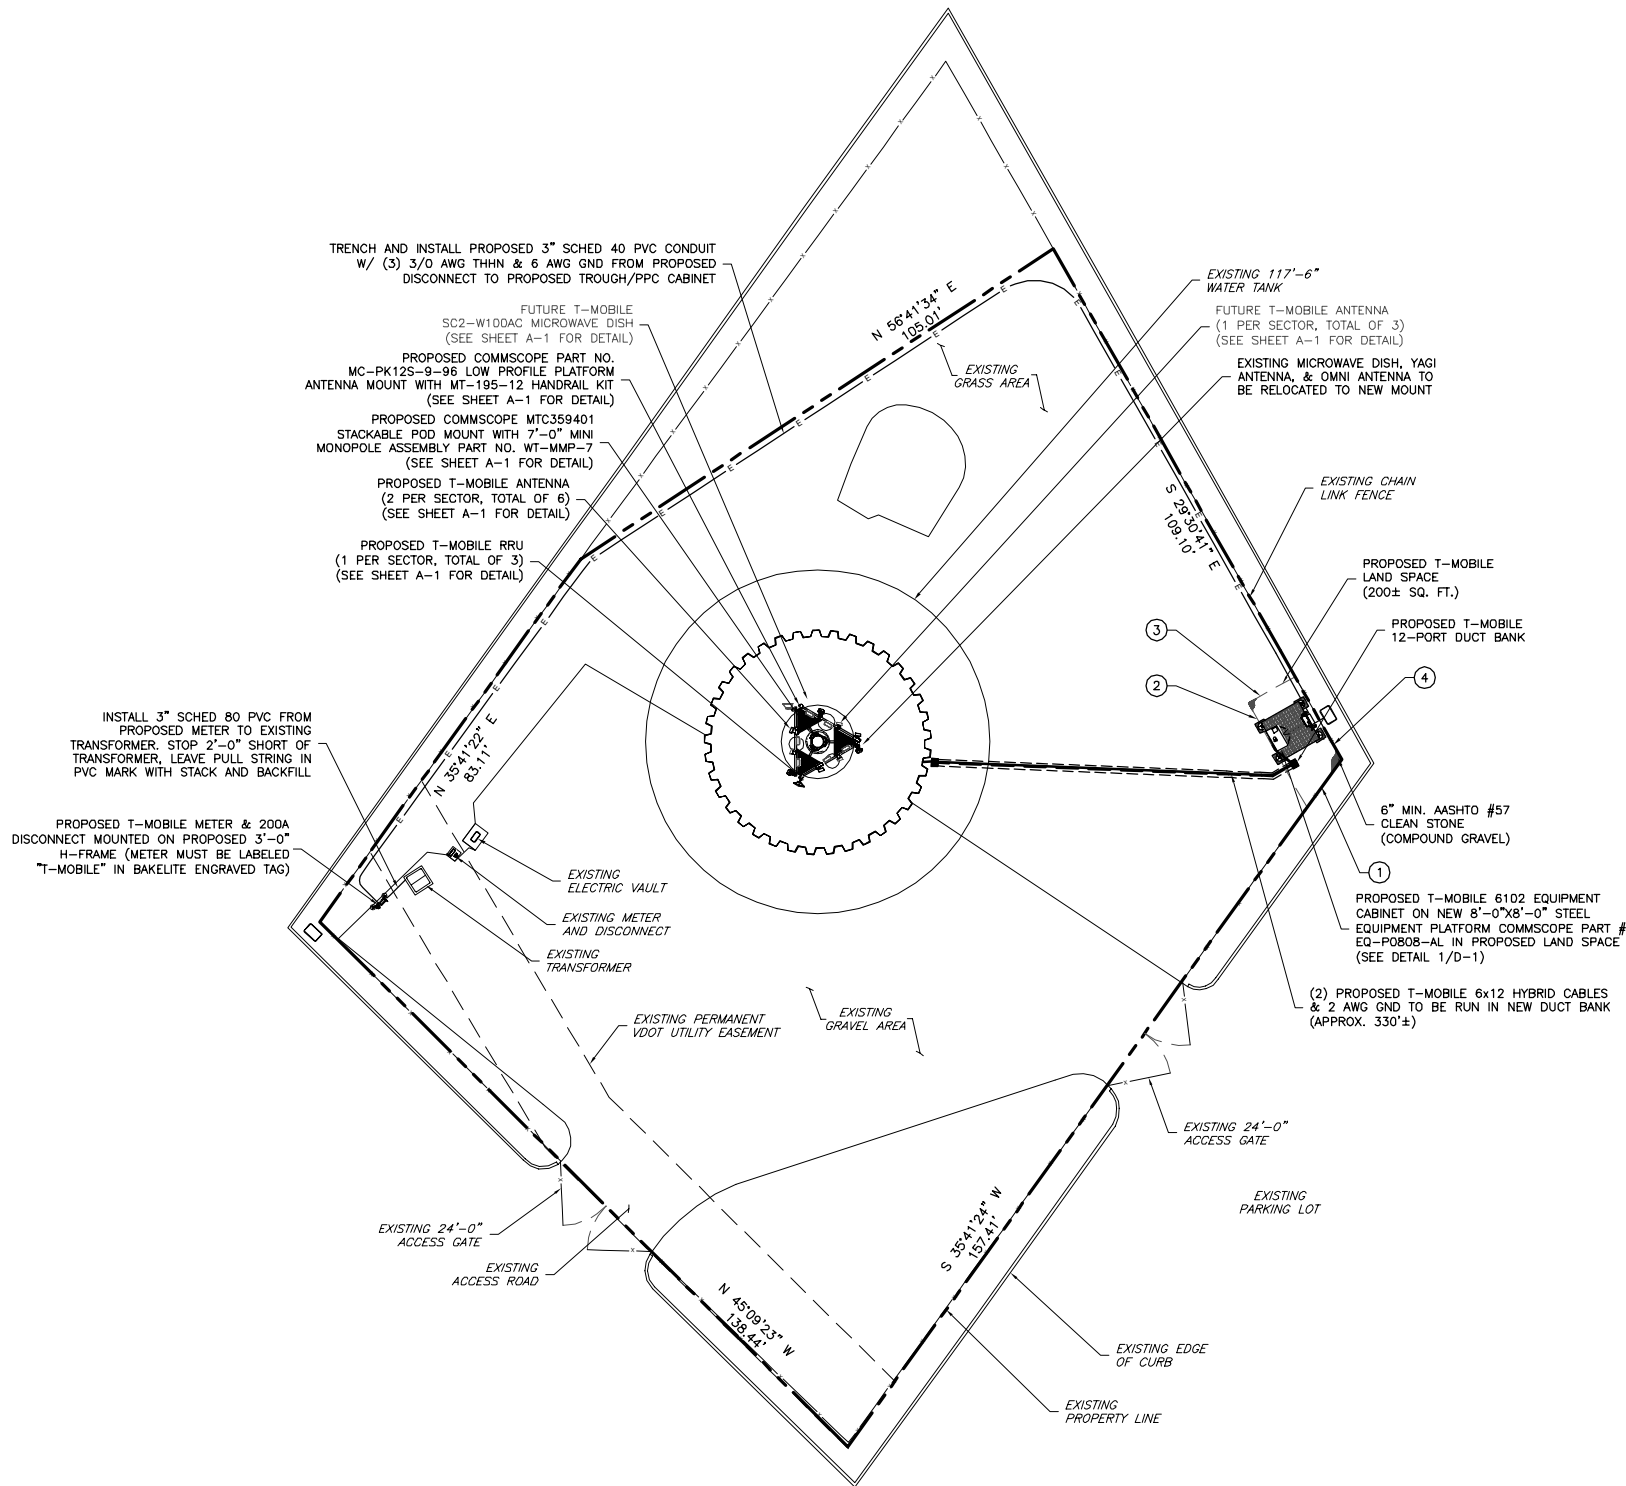 TRENCH AND INSTALL PROPOSED 3" SCHED 40 PVC CONDUIT
W/ (3) 3/0 AWG THHN & 6 AWG GND FROM PROPOSED
DISCONNECT TO PROPOSED TROUGH/PPC CABINET
FUTURE T-MOBILE
SC2-W100AC MICROWAVE DISH
(SEE SHEET A-1 FOR DETAIL)
PROPOSED COMMSCOPE PART NO.
MC-PK12S-9-96 LOW PROFILE PLATFORM
ANTENNA MOUNT WITH MT-195-12 HANDRAIL KIT
(SEE SHEET A-1 FOR DETAIL)
PROPOSED COMMSCOPE MTC359401
STACKABLE POD MOUNT WITH 7'-0" MINI
MONOPOLE ASSEMBLY PART NO. WT-MMP-7
(SEE SHEET A-1 FOR DETAIL)
PROPOSED T-MOBILE ANTENNA
(2 PER SECTOR, TOTAL OF 6)
(SEE SHEET A-1 FOR DETAIL)
PROPOSED T-MOBILE RRU
(1 PER SECTOR, TOTAL OF 3)
(SEE SHEET A-1 FOR DETAIL)
N 56°41'34" E
105.01'
EXISTING
GRASS AREA
EXISTING 117'-6"
WATER TANK
FUTURE T-MOBILE ANTENNA
(1 PER SECTOR, TOTAL OF 3)
(SEE SHEET A-1 FOR DETAIL)
EXISTING MICROWAVE DISH, YAGI
ANTENNA, & OMNI ANTENNA TO
BE RELOCATED TO NEW MOUNT
EXISTING CHAIN
LINK FENCE
S 29°30'41" E
109.10'
PROPOSED T-MOBILE
LAND SPACE
(200± SQ. FT.)
PROPOSED T-MOBILE
12-PORT DUCT BANK
3
2
4
INSTALL 3" SCHED 80 PVC FROM
PROPOSED METER TO EXISTING
TRANSFORMER. STOP 2'-0" SHORT OF
TRANSFORMER, LEAVE PULL STRING IN
PVC MARK WITH STACK AND BACKFILL
N 35°41'22" E
83.11'
PROPOSED T-MOBILE METER & 200A
DISCONNECT MOUNTED ON PROPOSED 3'-0"
H-FRAME (METER MUST BE LABELED
"T-MOBILE" IN BAKELITE ENGRAVED TAG)
EXISTING
ELECTRIC VAULT
EXISTING METER
AND DISCONNECT
EXISTING
TRANSFORMER
6" MIN. AASHTO #57
CLEAN STONE
(COMPOUND GRAVEL)
1
PROPOSED T-MOBILE 6102 EQUIPMENT
CABINET ON NEW 8'-0"X8'-0" STEEL
EQUIPMENT PLATFORM COMMSCOPE PART #
EQ-P0808-AL IN PROPOSED LAND SPACE
(SEE DETAIL 1/D-1)
(2) PROPOSED T-MOBILE 6x12 HYBRID CABLES
& 2 AWG GND TO BE RUN IN NEW DUCT BANK
(APPROX. 330'±)
EXISTING PERMANENT
VDOT UTILITY EASEMENT
EXISTING
GRAVEL AREA
EXISTING 24'-0"
ACCESS GATE
EXISTING
PARKING LOT
EXISTING 24'-0"
ACCESS GATE
EXISTING
ACCESS ROAD
S 35°41'24" W
157.41'
N 45°09'23" W
138.44'
EXISTING EDGE
OF CURB
EXISTING
PROPERTY LINE